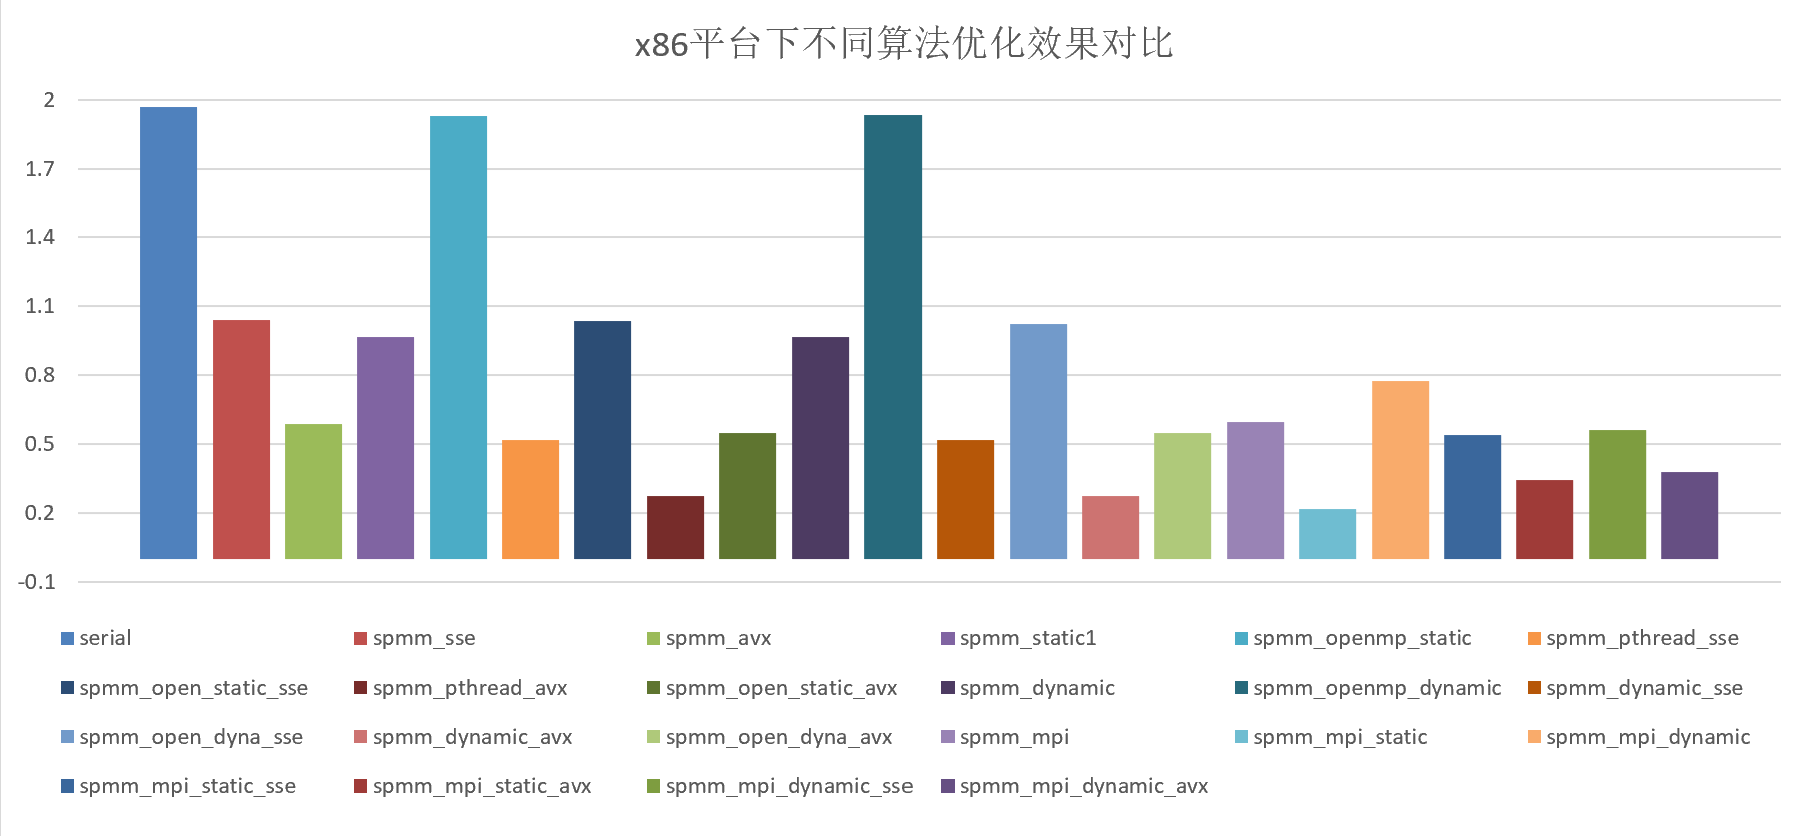 x86平台下不同算法优化效果对比
2
1.7
1.4
1.1
0.8
0.5
0.2
-0.1
serial spmm_sse spmm_avx spmm_static1 spmm_openmp_static spmm_pthread_sse
spmm_open_static_sse spmm_pthread_avx spmm_open_static_avx spmm_dynamic spmm_openmp_dynamic spmm_dynamic_sse
spmm_open_dyna_sse spmm_dynamic_avx spmm_open_dyna_avx spmm_mpi spmm_mpi_static spmm_mpi_dynamic
spmm_mpi_static_sse spmm_mpi_static_avx spmm_mpi_dynamic_sse spmm_mpi_dynamic_avx